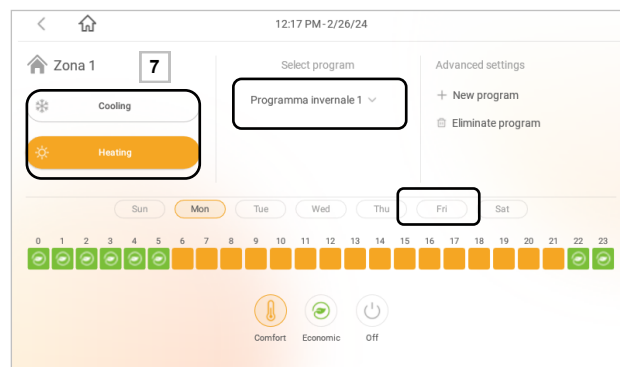 12:17 PM - 2/26/24
Zona 1
7
Select program
Advanced settings
Cooling
Programma invernale 1
New program
Eliminate program
Heating
Sun Mon Tue Wed Thu Fri Sat
0 1 2 3 4 5 6 7 8 9 10 11 12 13 14 15 16 17 18 19 20 21 22 23
Comfort Economic Off